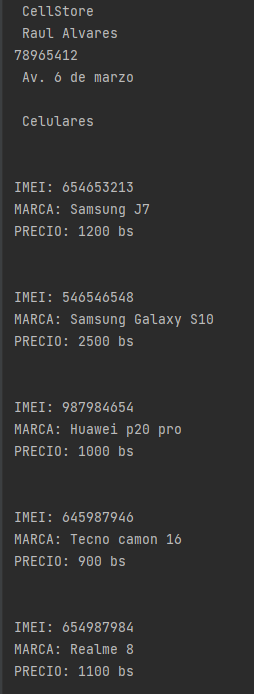 CellStore
Raul Alvares
78965412
Av. 6 de marzo
Celulares
IMEI: 654653213
MARCA: Samsung J7
PRECIO: 1200 bs
IMEI: 546546548
MARCA: Samsung Galaxy S10
PRECIO: 2500 bs
IMEI: 987984654
MARCA: Huawei p20 pro
PRECIO: 1000 bs
IMEI: 645987946
MARCA: Tecno camon 16
PRECIO: 900 bs
IMEI: 654987984
MARCA: Realme 8
PRECIO: 1100 bs